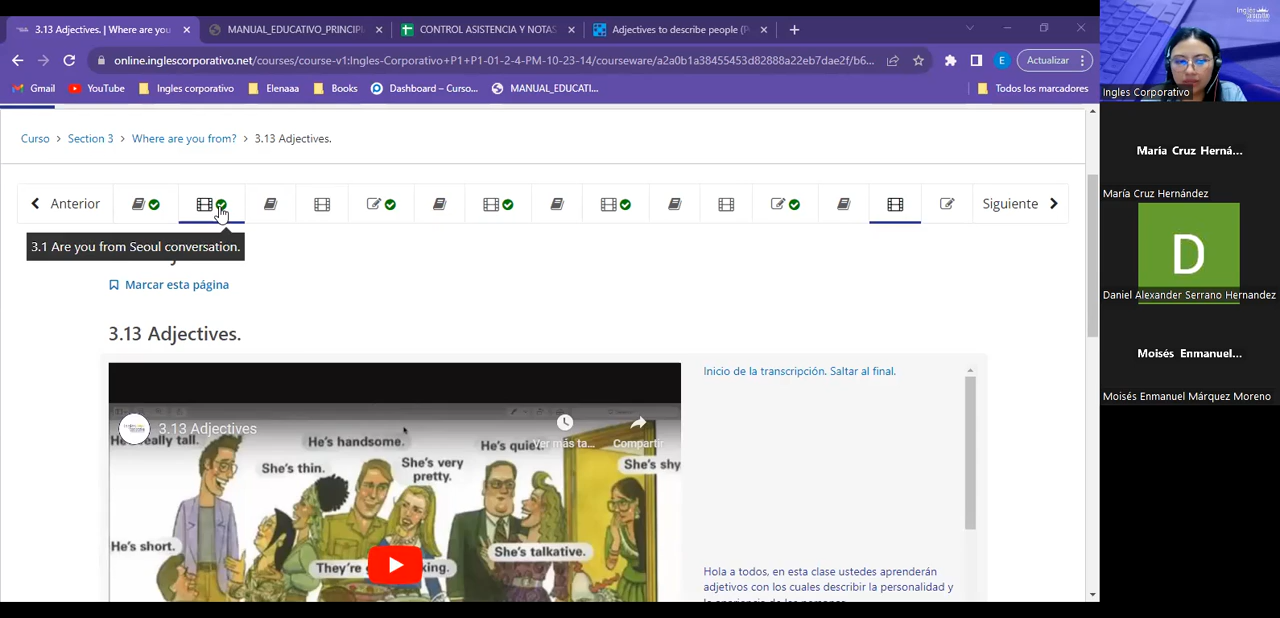 3.13 Adjectives. | Where are you
MANUAL_EDUCATIVO_PRINCIPI
CONTROL ASISTENCIA Y NOTAS
Adjectives to describe people (P
online.inglescorporativo.net/courses/course-v1:Ingles-Corporativo+P1+P1-01-2-4-PM-10-23-14/courseware/a2a0b1a38455453d82888a22eb7dae2f/b6...
E
Actualizar
Gmail
YouTube
Ingles corporativo
Elenaaa
Books
Dashboard – Curso...
MANUAL_EDUCATI...
Todos los marcadores
Curso > Section 3 > Where are you from? > 3.13 Adjectives.
Anterior
Siguiente
3.1 Are you from Seoul conversation.
Marcar esta página
3.13 Adjectives.
Inicio de la transcripción. Saltar al final.
3.13 Adjectives
Ver más ta...
Compartir
He's really tall.
He's handsome.
He's quiet.
She's thin.
She's very
pretty.
She's shy
He's short.
She's talkative.
They're
king.
Hola a todos, en esta clase ustedes aprenderán
adjetivos con los cuales describir la personalidad y
Ingles Corporativo
María Cruz Herná...
María Cruz Hernández
D
Daniel Alexander Serrano Hernandez
Moisés Enmanuel...
Moisés Enmanuel Márquez Moreno